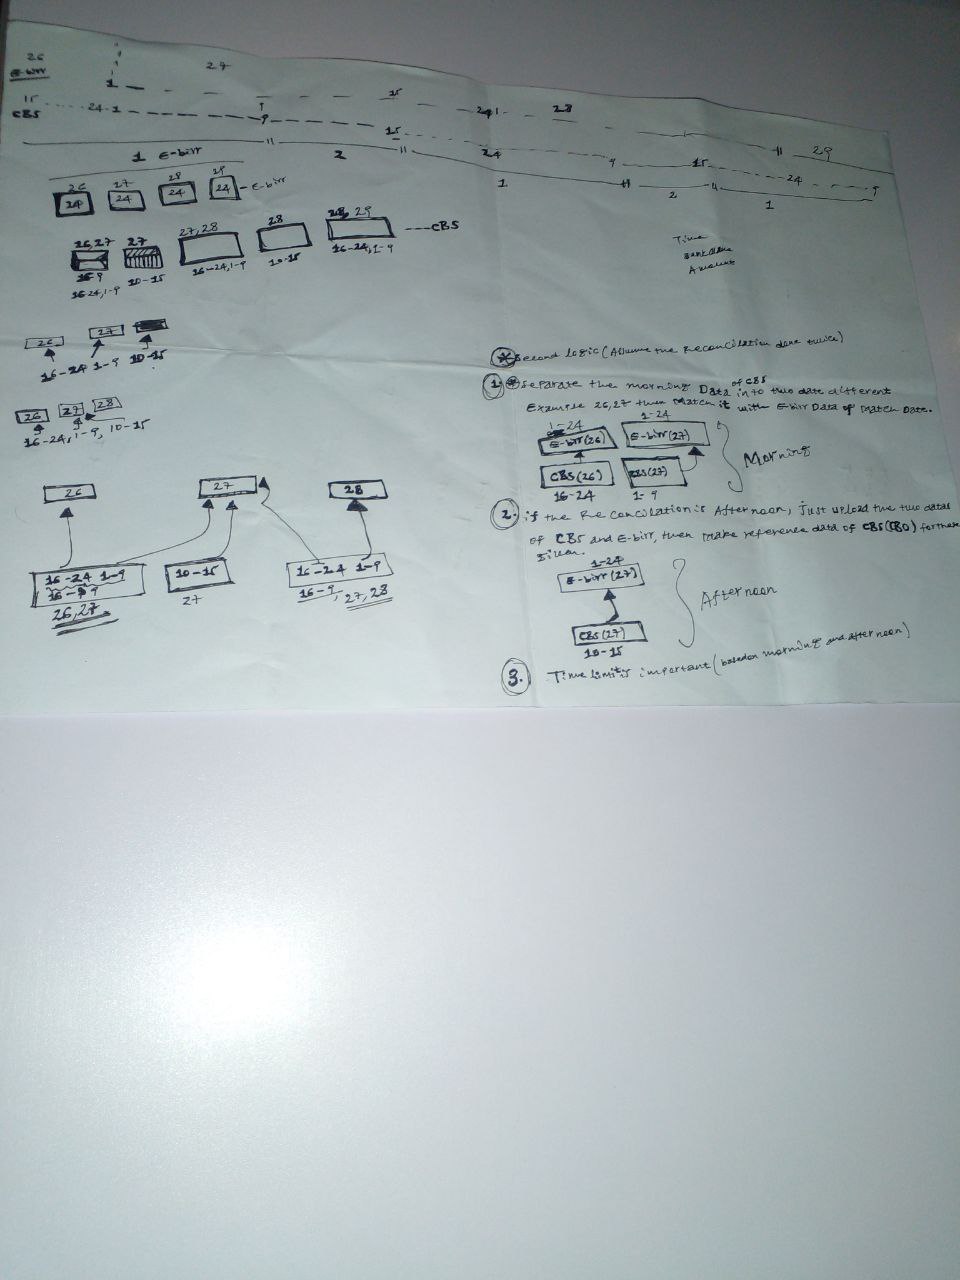 26 27
E-birr
1 15 24 1 28
15 24-1 9 15 24 9 15 29
CBS 24 9
11 2 11 1 11 2 11 1
1 E-birr
26 27 28 29
24 24 24 24 - E-birr
26,27 27 27,28 28 28, 29 CBS
16-24,1-9 10-15 16-24,1-9 10-15 16-24,1-9
Time
Amount
26 27
16-24 1-9 10-15
26 27 28
16-24, 1-9, 10-15
26 27 28
16-24 1-9 10-15 16-24 1-9
16-9 27 16-9, 27,28
26,27
Second Logic (Assume the Reconcilation done twice)
1. Separate the morning Data of CBS into two date different
Example 26,27 then Match it with E-birr Data of Match Date.
1-24 1-24
E-birr(26) E-birr(27)
CBS(26) CBS(27)
16-24 1-9
Morning
2. if the Reconcilation is Afternoon, Just upload the two datas
of CBS and E-birr, then make reference data of CBS(CBO) for these
1-24
E-birr(27)
CBS(27)
10-15
Afternoon
3. Time limit is important (based on morning and after noon)